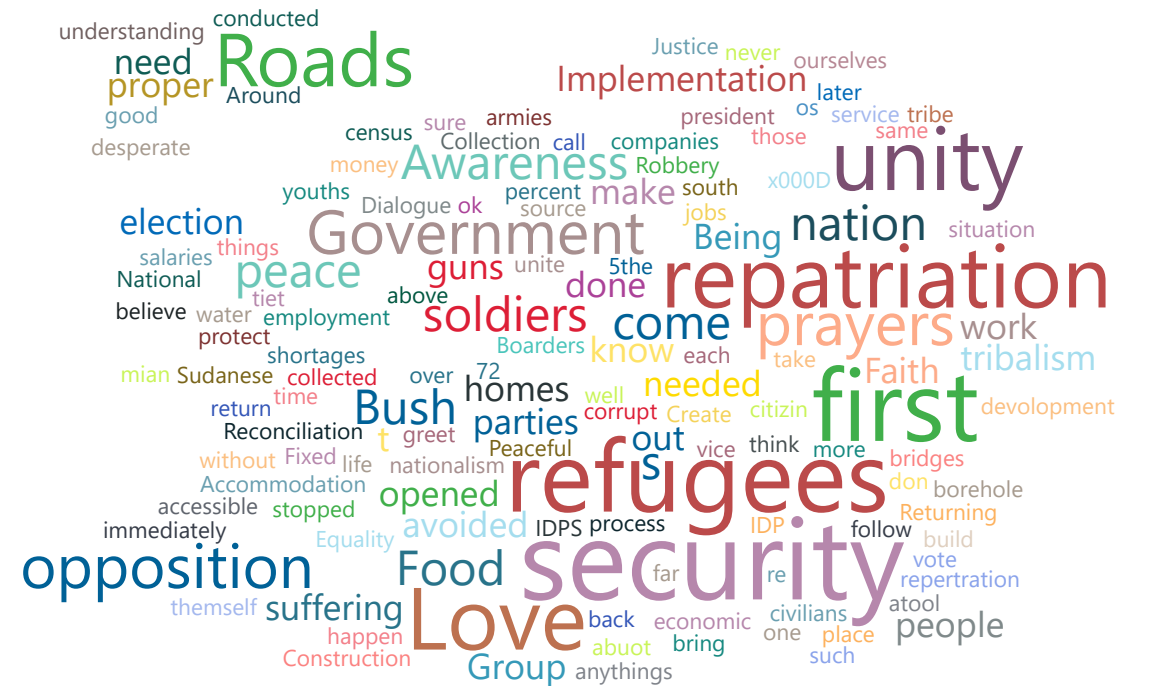 conducted
understanding
Roads
need
proper
Around
good
desperate
Justice never
ourselves
Implementation
later
os service tribe
president
those same
unity
census sure armies
Collection call companies
money Awareness Robbery
x000D
youths percent make south
Dialogue ok source jobs
election Government Being nation situation
things
salaries
National peace guns unite 5the
repatriation
tiet above done
believe water employment soldiers come prayers work
protect
shortages Boarders know each take Faith tribalism
mian Sudanese collected over 72
time homes well needed first
return Bush parties corrupt Create citizin devolopment
Reconciliation t greet out
Peaceful s vice think more
without Fixed life nationalism refugees bridges
Accommodation don borehole
accessible stopped opened Returning
immediately Equality avoided IDPS process IDP follow build
opposition Food security far re vote
repertration
themself suffering Love back economic civilians atool
happen one place people
Construction Group abuot bring such
anythings